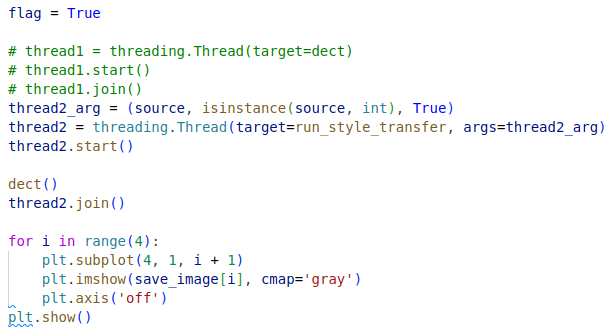 flag = True

# thread1 = threading.Thread(target=dect)
# thread1.start()
# thread1.join()
thread2_arg = (source, isinstance(source, int), True)
thread2 = threading.Thread(target=run_style_transfer, args=thread2_arg)
thread2.start()

dect()
thread2.join()

for i in range(4):
    plt.subplot(4, 1, i + 1)
    plt.imshow(save_image[i], cmap='gray')
    plt.axis('off')
plt.show()